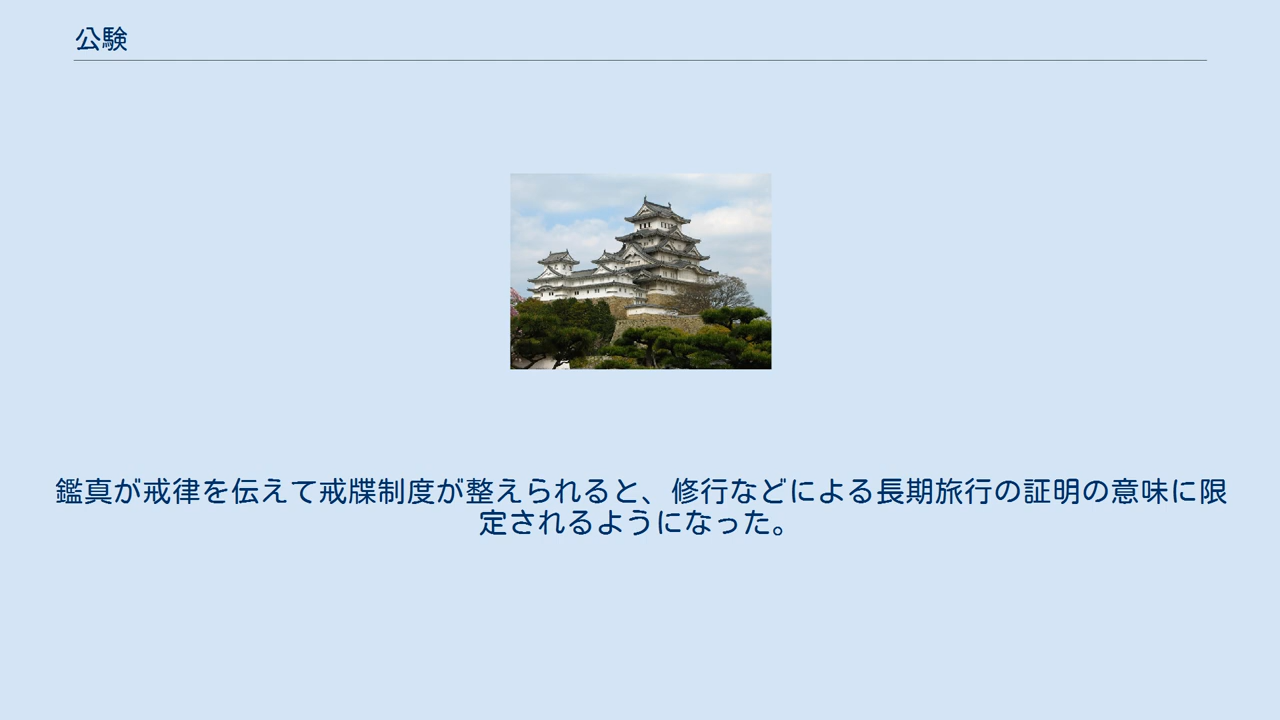 公験
鑑真が戒律を伝えて戒牒制度が整えられると、修行などによる長期旅行の証明の意味に限
定されるようになった。